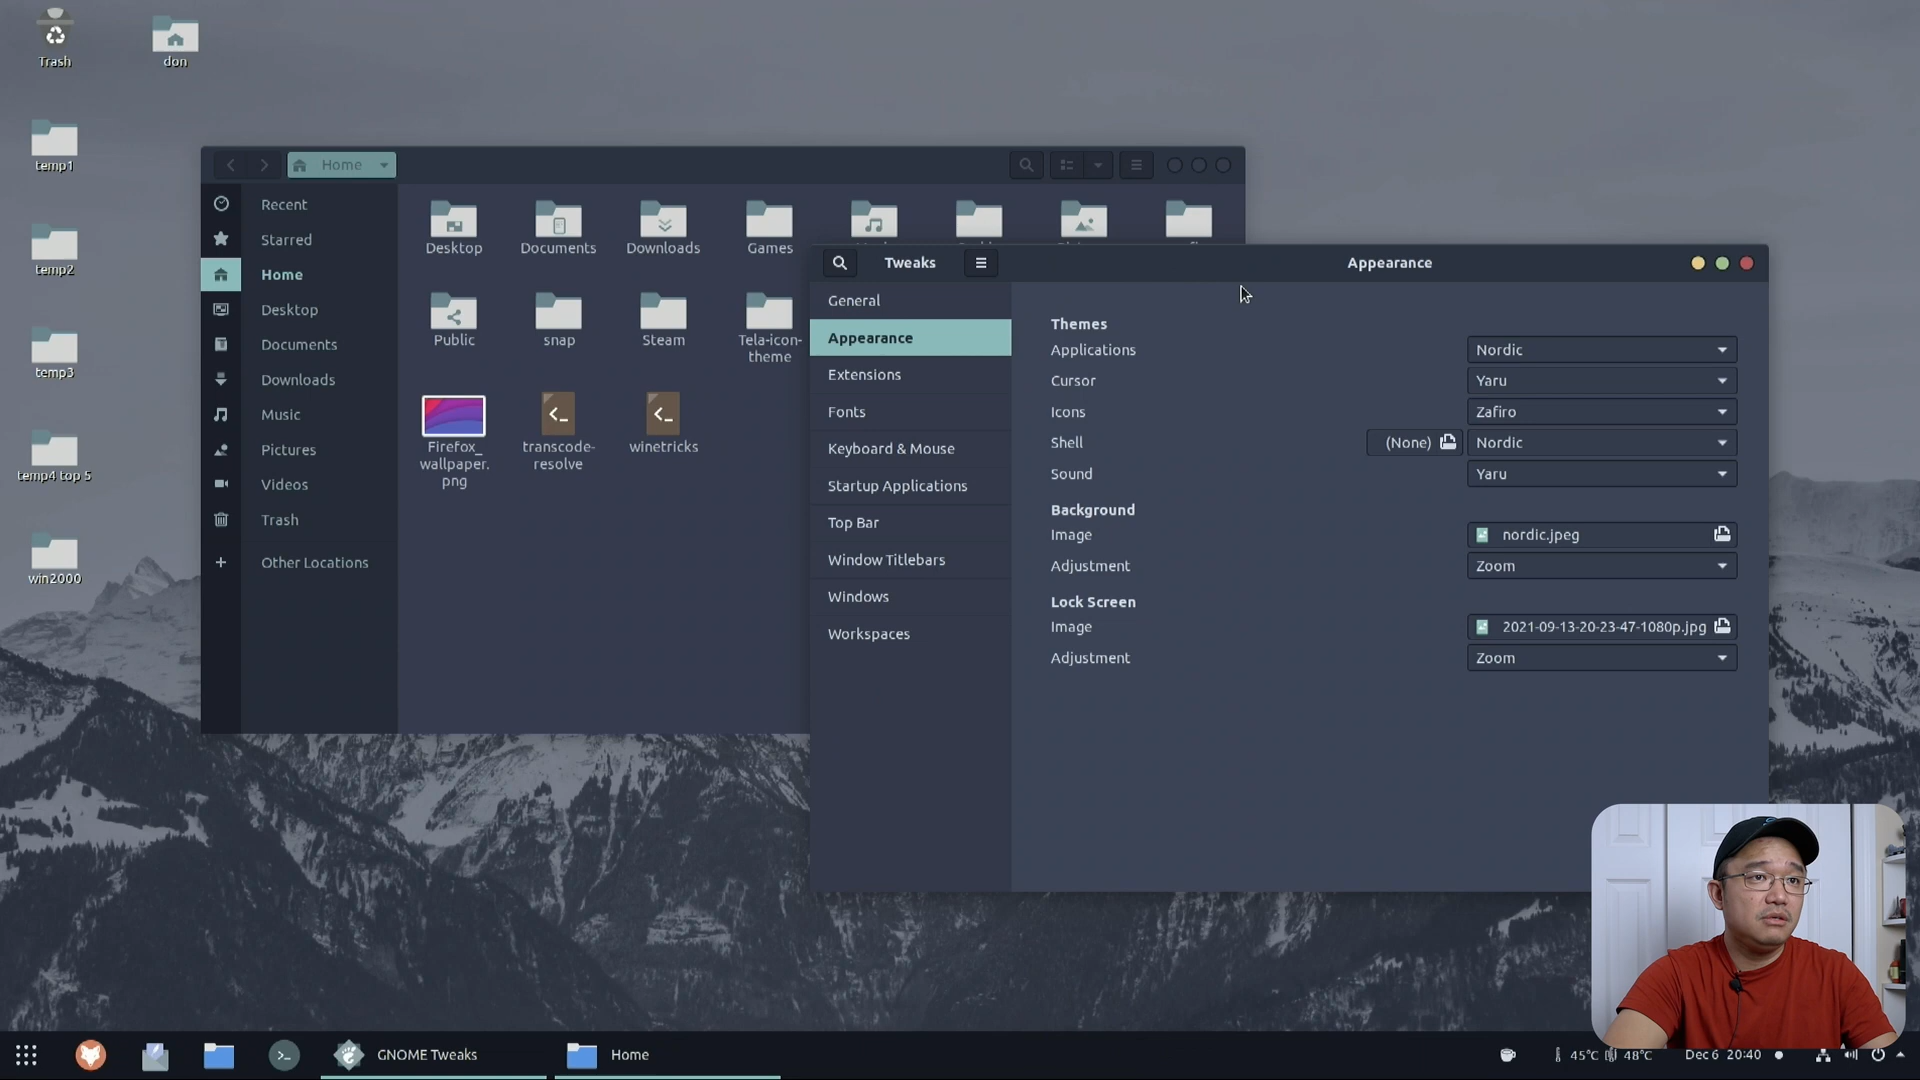 Trash
don
temp1
temp2
temp3
temp4 top 5
win2000
Home
Recent
Starred
Home
Desktop
Documents
Downloads
Music
Pictures
Videos
Trash
Other Locations
Desktop
Documents
Downloads
Games
Public
snap
Steam
Tela-icon-
theme
Firefox_
wallpaper.
png
transcode-
resolve
winetricks
Tweaks
Appearance
General
Appearance
Extensions
Fonts
Keyboard & Mouse
Startup Applications
Top Bar
Window Titlebars
Windows
Workspaces
Themes
Applications
Nordic
Cursor
Yaru
Icons
Zafiro
Shell
(None)
Nordic
Sound
Yaru
Background
Image
nordic.jpeg
Adjustment
Zoom
Lock Screen
Image
2021-09-13-20-23-47-1080p.jpg
Adjustment
Zoom
GNOME Tweaks
Home
45°C
48°C
Dec 6 20:40